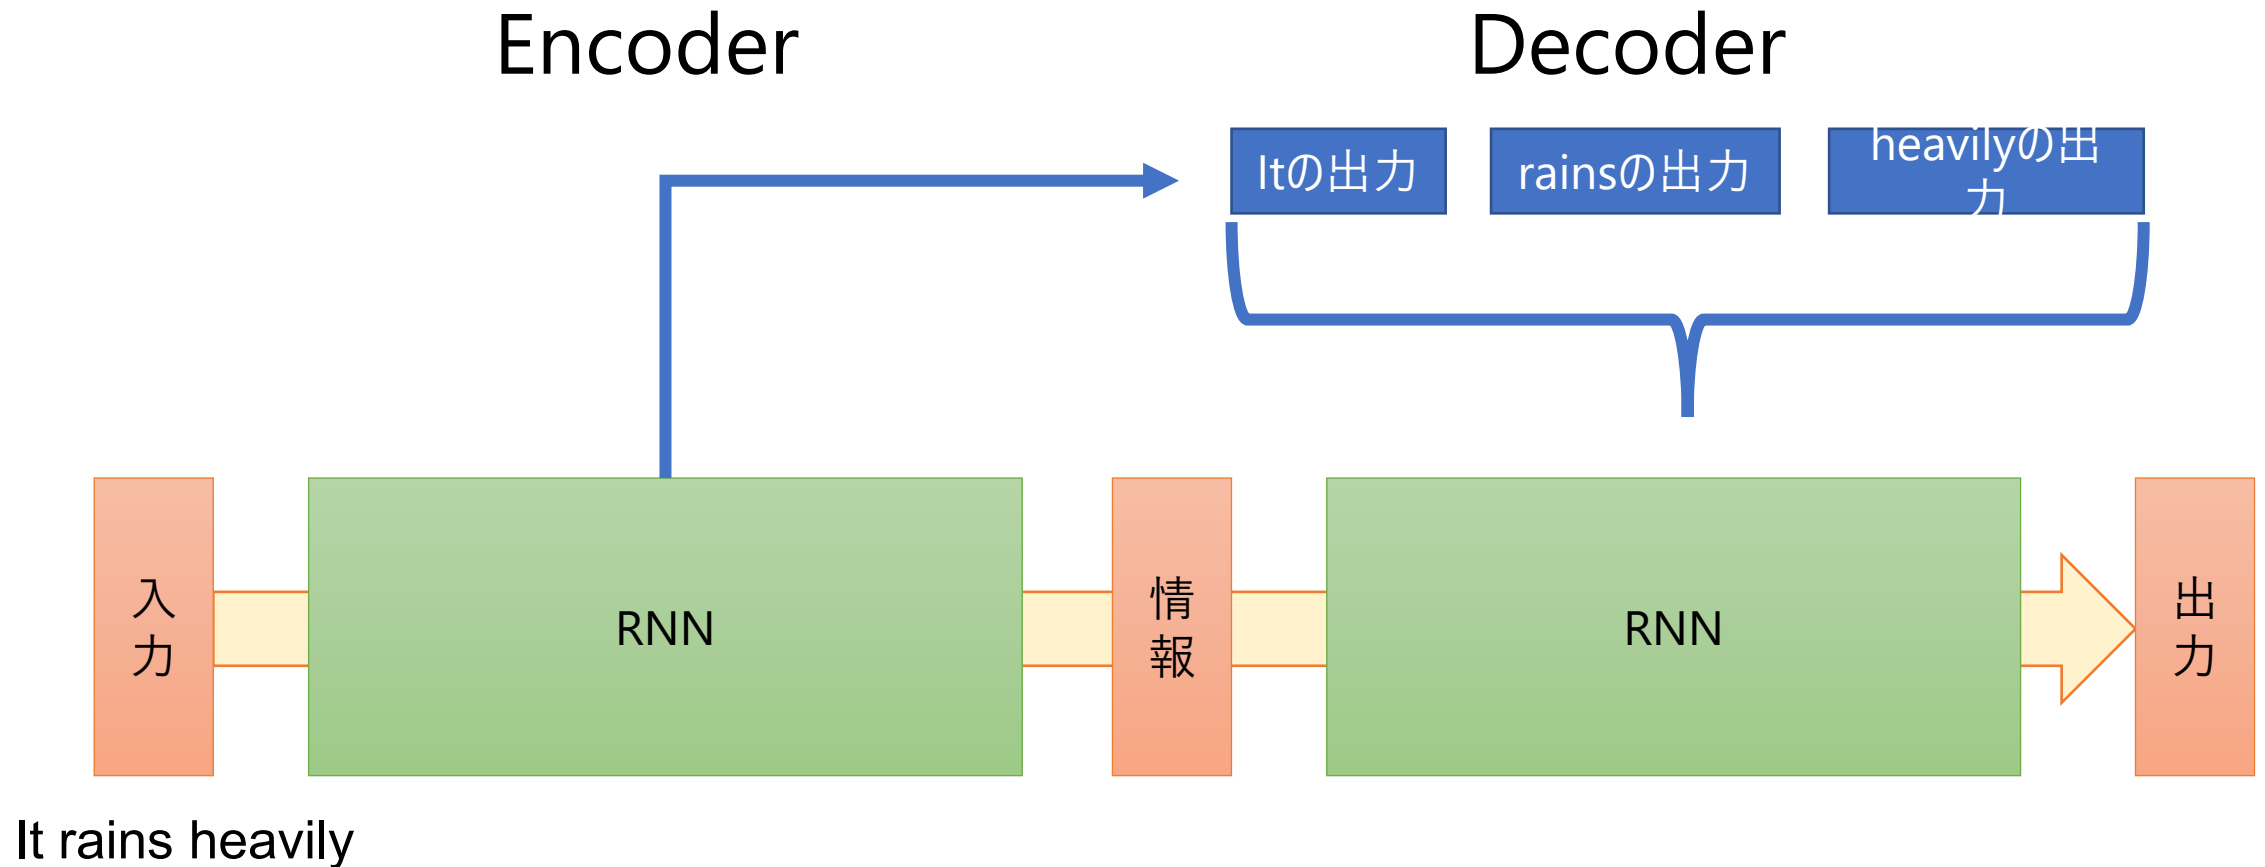 Encoder
Decoder
Itの出力
rainsの出力
heavilyの出
力
入
力
RNN
情
報
RNN
出
力
It rains heavily